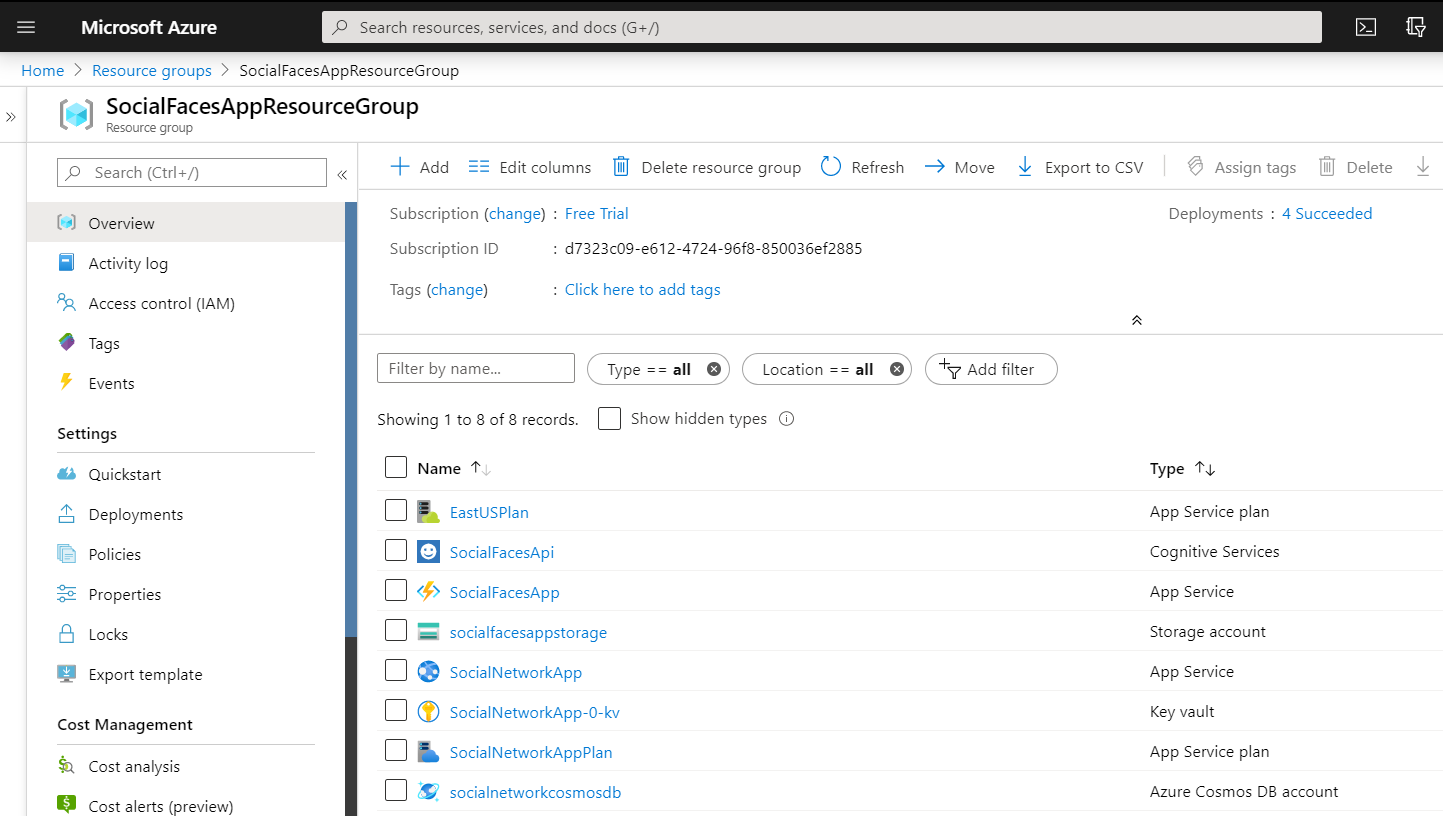 Microsoft Azure
Search resources, services, and docs (G+/)
Home > Resource groups > SocialFacesAppResourceGroup
SocialFacesAppResourceGroup
Resource group
Search (Ctrl+/)
Overview
Activity log
Access control (IAM)
Tags
Events
Settings
Quickstart
Deployments
Policies
Properties
Locks
Export template
Cost Management
Cost analysis
Cost alerts (preview)
Add Edit columns Delete resource group Refresh Move Export to CSV Assign tags Delete
Subscription (change) : Free Trial
Deployments : 4 Succeeded
Subscription ID : d7323c09-e612-4724-96f8-850036ef2885
Tags (change) : Click here to add tags
Filter by name... Type == all Location == all Add filter
Showing 1 to 8 of 8 records. Show hidden types
Name Type
EastUSPlan App Service plan
SocialFacesApi Cognitive Services
SocialFacesApp App Service
socialfacesappstorage Storage account
SocialNetworkApp App Service
SocialNetworkApp-0-kv Key vault
SocialNetworkAppPlan App Service plan
socialnetworkcosmosdb Azure Cosmos DB account